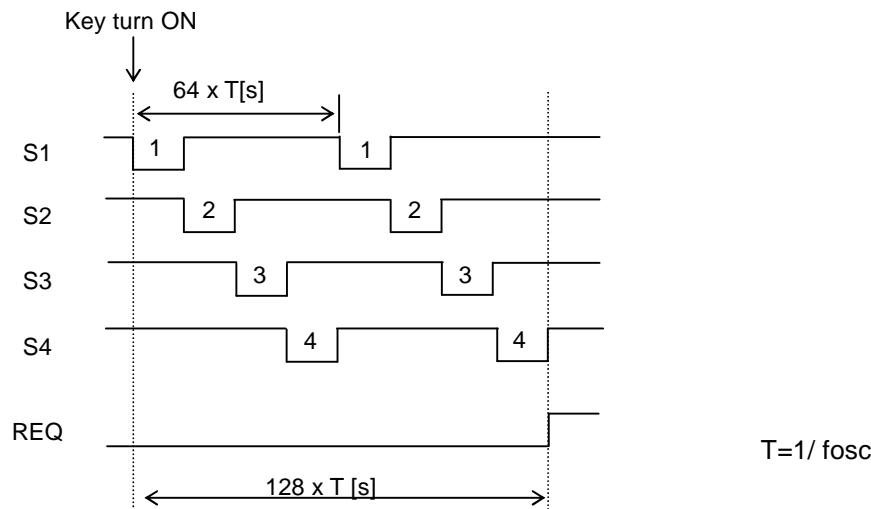 Key turn ON
64 x T[s]
S1 1 1
S2 2 2
S3 3 3
S4 4 4
REQ
T=1/ fosc
128 x T [s]